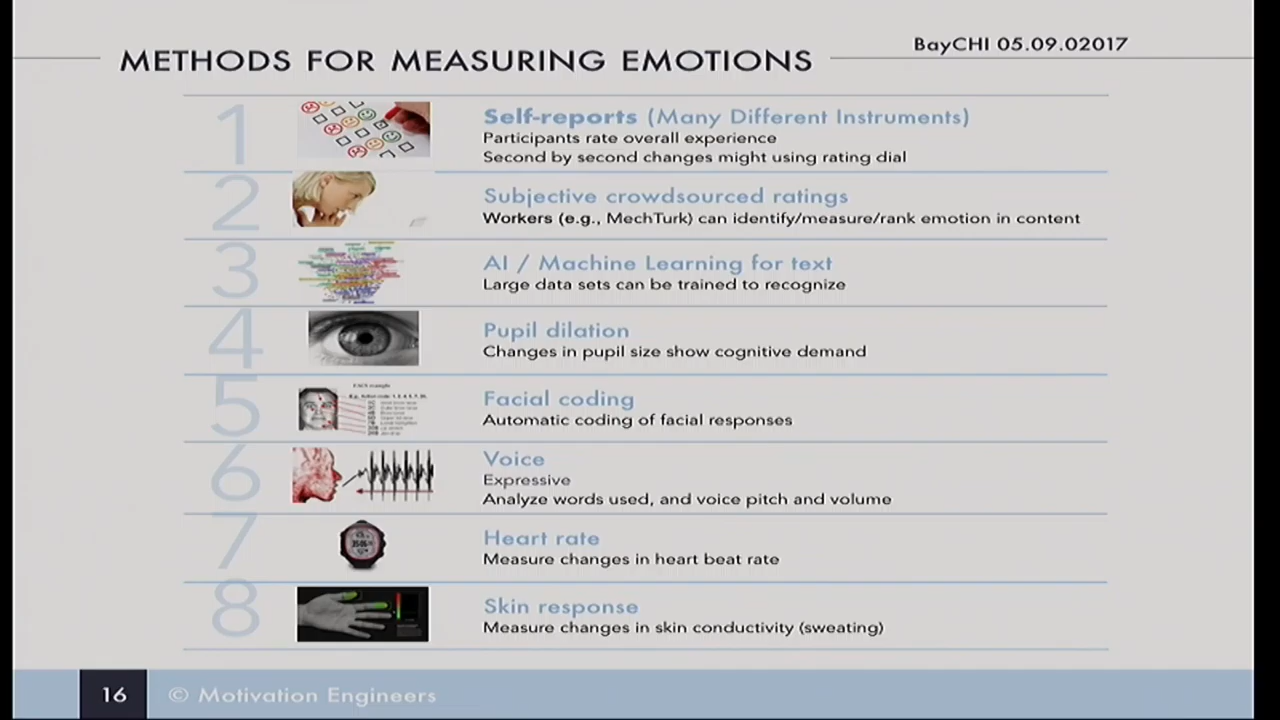 METHODS FOR MEASURING EMOTIONS
BayCHI 05.09.02017
1
Self-reports (Many Different Instruments)
Participants rate overall experience
Second by second changes might using rating dial
2
Subjective crowdsourced ratings
Workers (e.g., MechTurk) can identify/measure/rank emotion in content
3
AI / Machine Learning for text
Large data sets can be trained to recognize
4
Pupil dilation
Changes in pupil size show cognitive demand
5
Facial coding
Automatic coding of facial responses
6
Voice
Expressive
Analyze words used, and voice pitch and volume
7
Heart rate
Measure changes in heart beat rate
8
Skin response
Measure changes in skin conductivity (sweating)
16
© Motivation Engineers